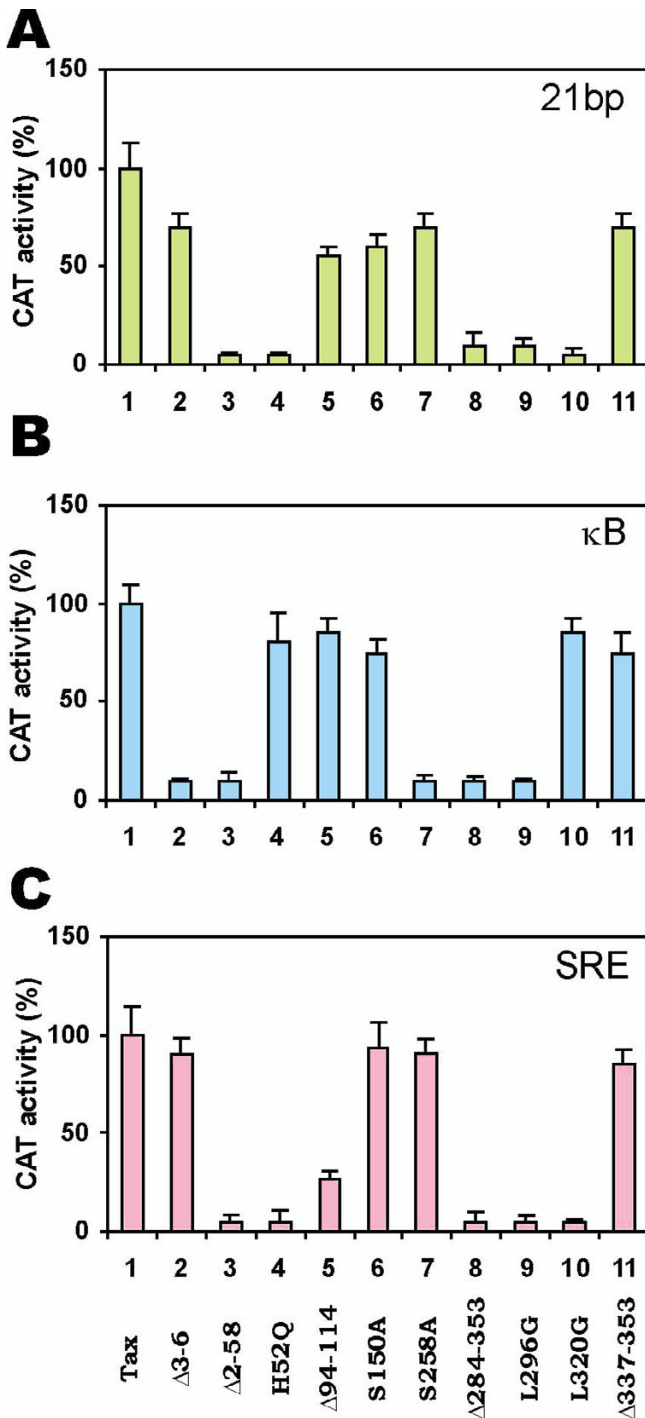 A
150
21bp
100
50
0
CAT activity (%)
1 2 3 4 5 6 7 8 9 10 11
B
150
κB
100
50
0
CAT activity (%)
1 2 3 4 5 6 7 8 9 10 11
C
150
SRE
100
50
0
CAT activity (%)
1 2 3 4 5 6 7 8 9 10 11
Tax
Δ3-6
Δ2-58
H52Q
Δ94-114
S150A
S258A
Δ284-353
L296G
L320G
Δ337-353